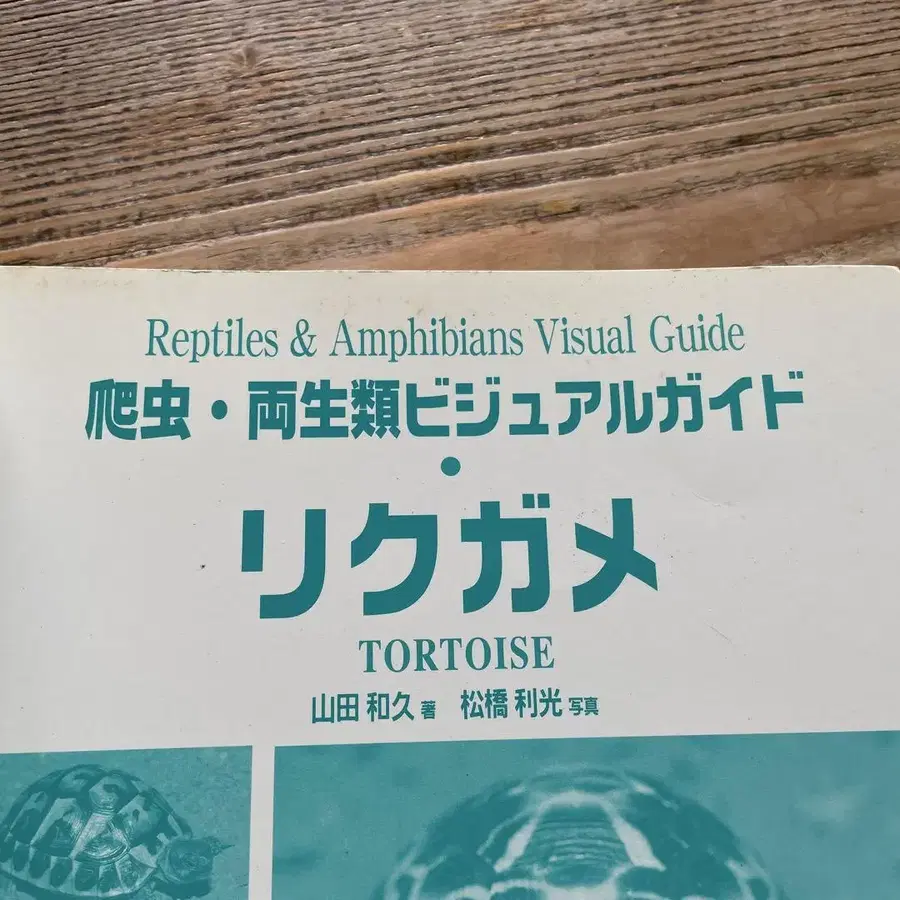 Reptiles & Amphibians Visual Guide
爬虫・両生類ビジュアルガイド
・
リクガメ
TORTOISE
山田 和久 著 松橋 利光 写真